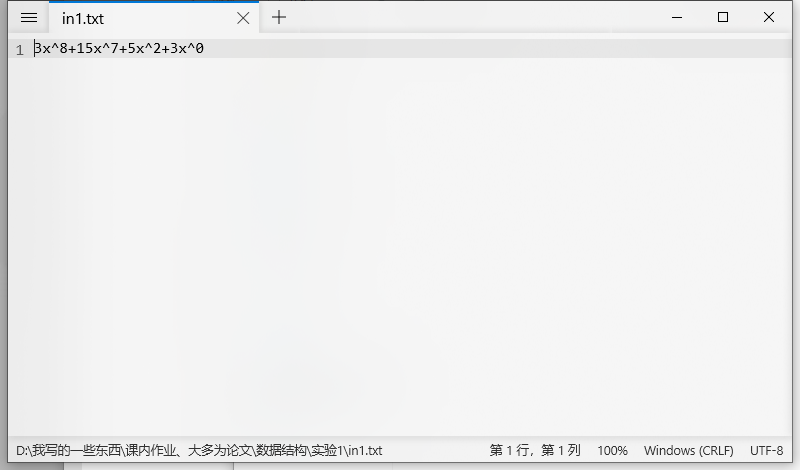 in1.txt
1 3x^8+15x^7+5x^2+3x^0
D:\我写的一些东西\课内作业、大多为论文\数据结构\实验1\in1.txt 第 1 行，第 1 列 100% Windows (CRLF) UTF-8